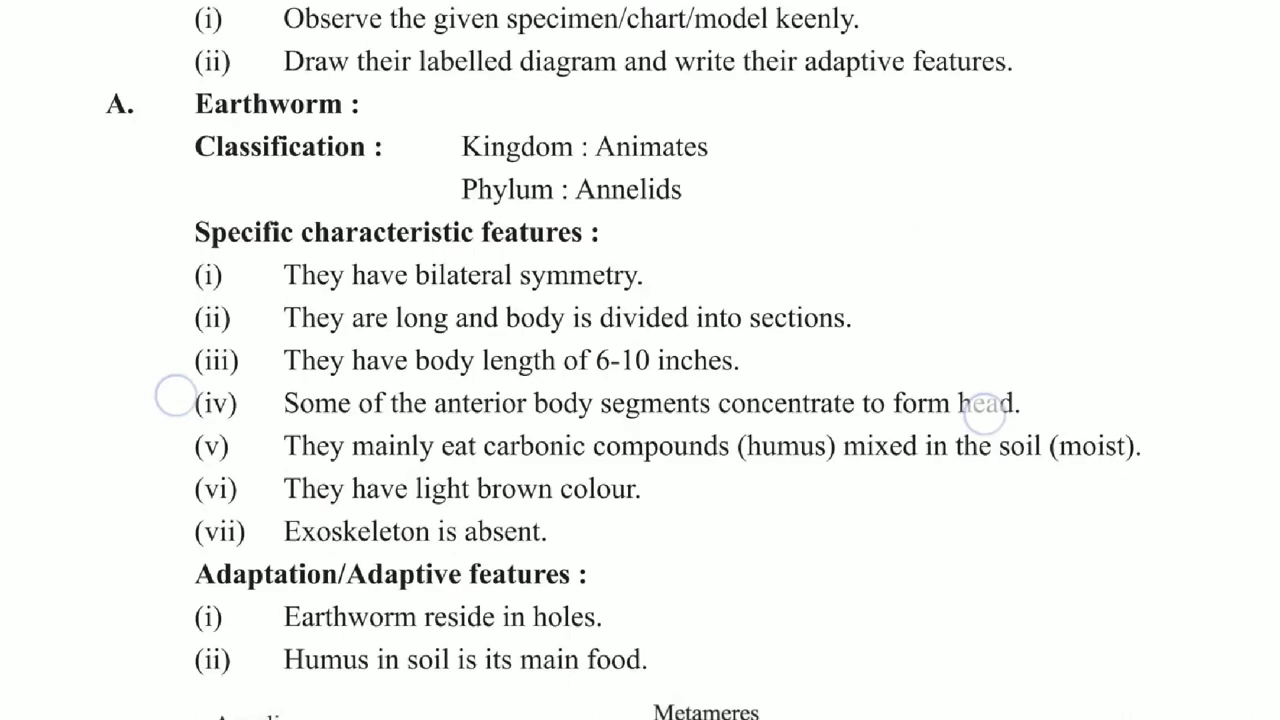 (i) Observe the given specimen/chart/model keenly.
(ii) Draw their labelled diagram and write their adaptive features.
A. Earthworm :
Classification : Kingdom : Animates
Phylum : Annelids
Specific characteristic features :
(i) They have bilateral symmetry.
(ii) They are long and body is divided into sections.
(iii) They have body length of 6-10 inches.
(iv) Some of the anterior body segments concentrate to form head.
(v) They mainly eat carbonic compounds (humus) mixed in the soil (moist).
(vi) They have light brown colour.
(vii) Exoskeleton is absent.
Adaptation/Adaptive features :
(i) Earthworm reside in holes.
(ii) Humus in soil is its main food.
Metameres